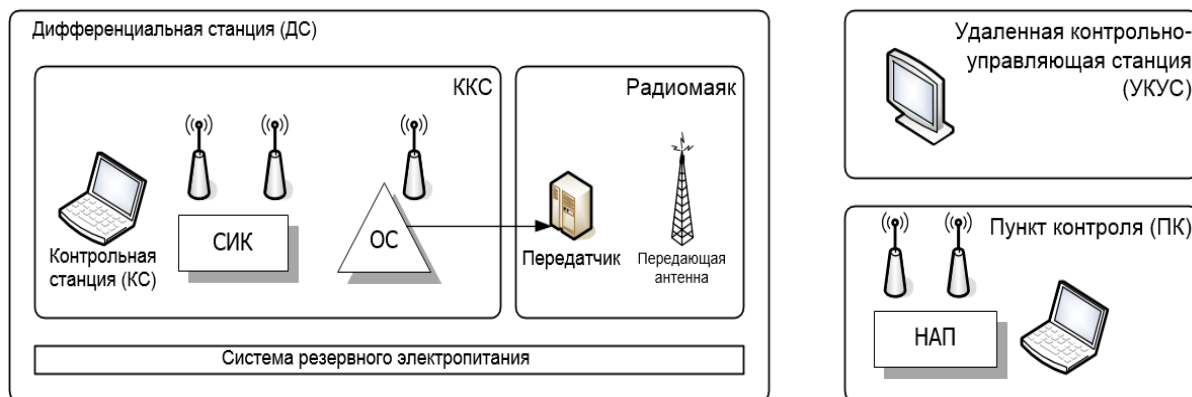 Дифференциальная станция (ДС)
ККС
Контрольная
станция (КС)
СИК
ОС
Радиомаяк
Передатчик
Передающая
антенна
Система резервного электропитания
Удаленная контрольно-
управляющая станция
(УКУС)
Пункт контроля (ПК)
НАП